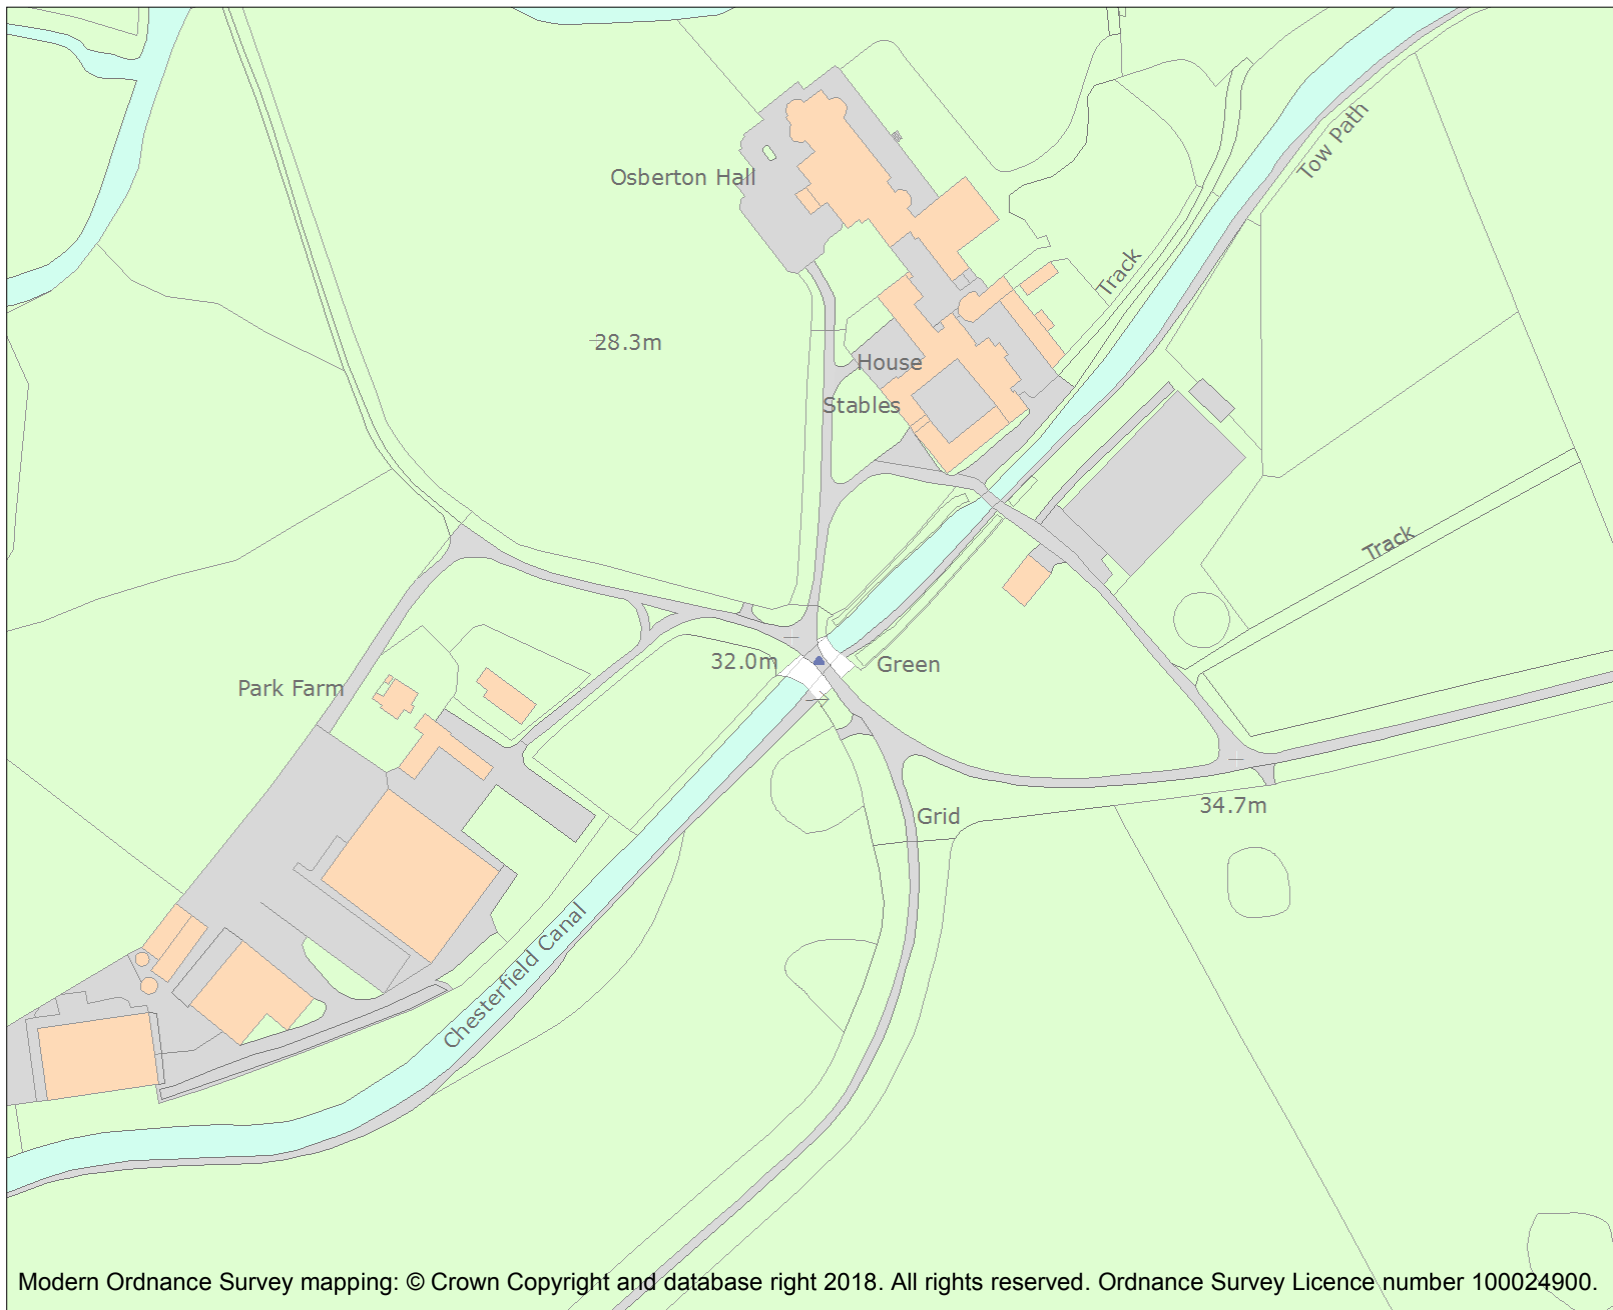 Tow Path
Osberton Hall
Track
28.3m
House
Stables
Track
32.0m
Green
Park Farm
34.7m
Grid
Chesterfield Canal
Modern Ordnance Survey mapping: © Crown Copyright and database right 2018. All rights reserved. Ordnance Survey Licence number 100024900.